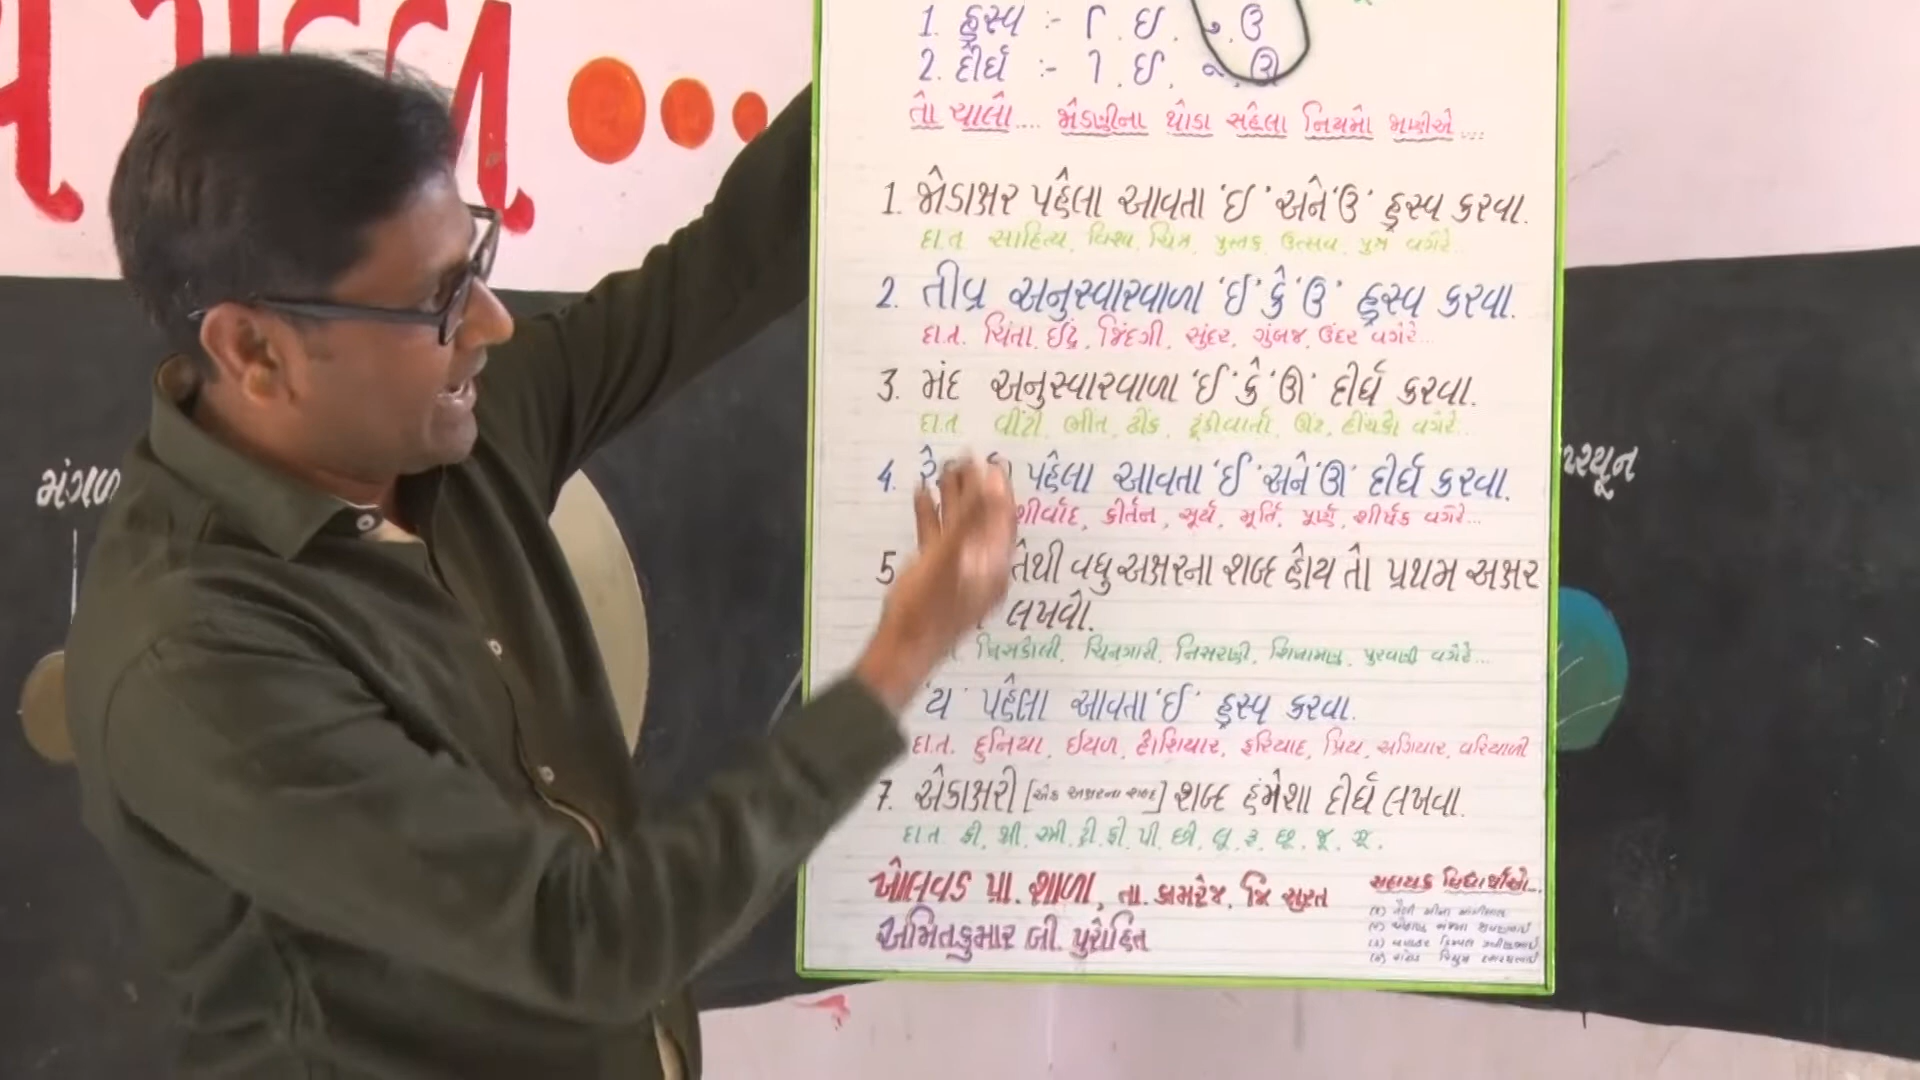 1. હ્રસ્વ :- િ . ઇ . ુ . ઉ
2. દીર્ઘ :- ી . ઈ . ૂ . ઊ
તો ચાલો.... જોડણીના થોડા સહેલા નિયમો જાણીએ ...
1. જોડાક્ષર પહેલા આવતા 'ઈ' અને 'ઉ' હ્રસ્વ કરવા.
દા.ત. સાહિત્ય, વિશ્વ, ચિત્ર, પુસ્તક, ઉત્સવ, પુત્ર વગેરે...
2. તીવ્ર અનુસ્વારવાળા 'ઈ' કે 'ઉ' હ્રસ્વ કરવા.
દા.ત. ચિંતા, ઈંદ્ર, જિંદગી, સુંદર, ગુંબજ, ઉંદર વગેરે...
3. મંદ અનુસ્વારવાળા 'ઈ' કે 'ઊ' દીર્ઘ કરવા.
દા.ત. વીંટી, ભીંત, ઢીંક, ટૂંકીવાર્તા, ઊંટ, હીંચકો વગેરે...
4. પહેલા આવતા 'ઈ' અને 'ઊ' દીર્ઘ કરવા.
શીર્વાદ, કીર્તન, સૂર્ય, મૂર્તિ, પૂર્ણ, શીર્ષક વગેરે...
5 તેથી વધુ અક્ષરના શબ્દ હોય તો પ્રથમ અક્ષર
લખવો.
ખિસકોલી, ચિનગારી, નિસરણી, શિખામણ, પુરવણી વગેરે...
'ય' પહેલા આવતા 'ઈ' હ્રસ્વ કરવા.
દા.ત. દુનિયા, ઈયળ, હોશિયાર, ફરિયાદ, પ્રિય, અગિયાર, વરિયાળી
7. એકાક્ષરી [એક અક્ષરના શબ્દ] શબ્દ હંમેશા દીર્ઘ લખવા.
દા.ત. શ્રી, સ્ત્રી, પી, છી, લૂ, રૂ, છૂ, જૂ
ખોલવડ પ્રા. શાળા, તા. કામરેજ, જિ સુરત
અમિતકુમાર બી. પુરોહિત
સહાયક વિદ્યાર્થીઓ...
મંગળ